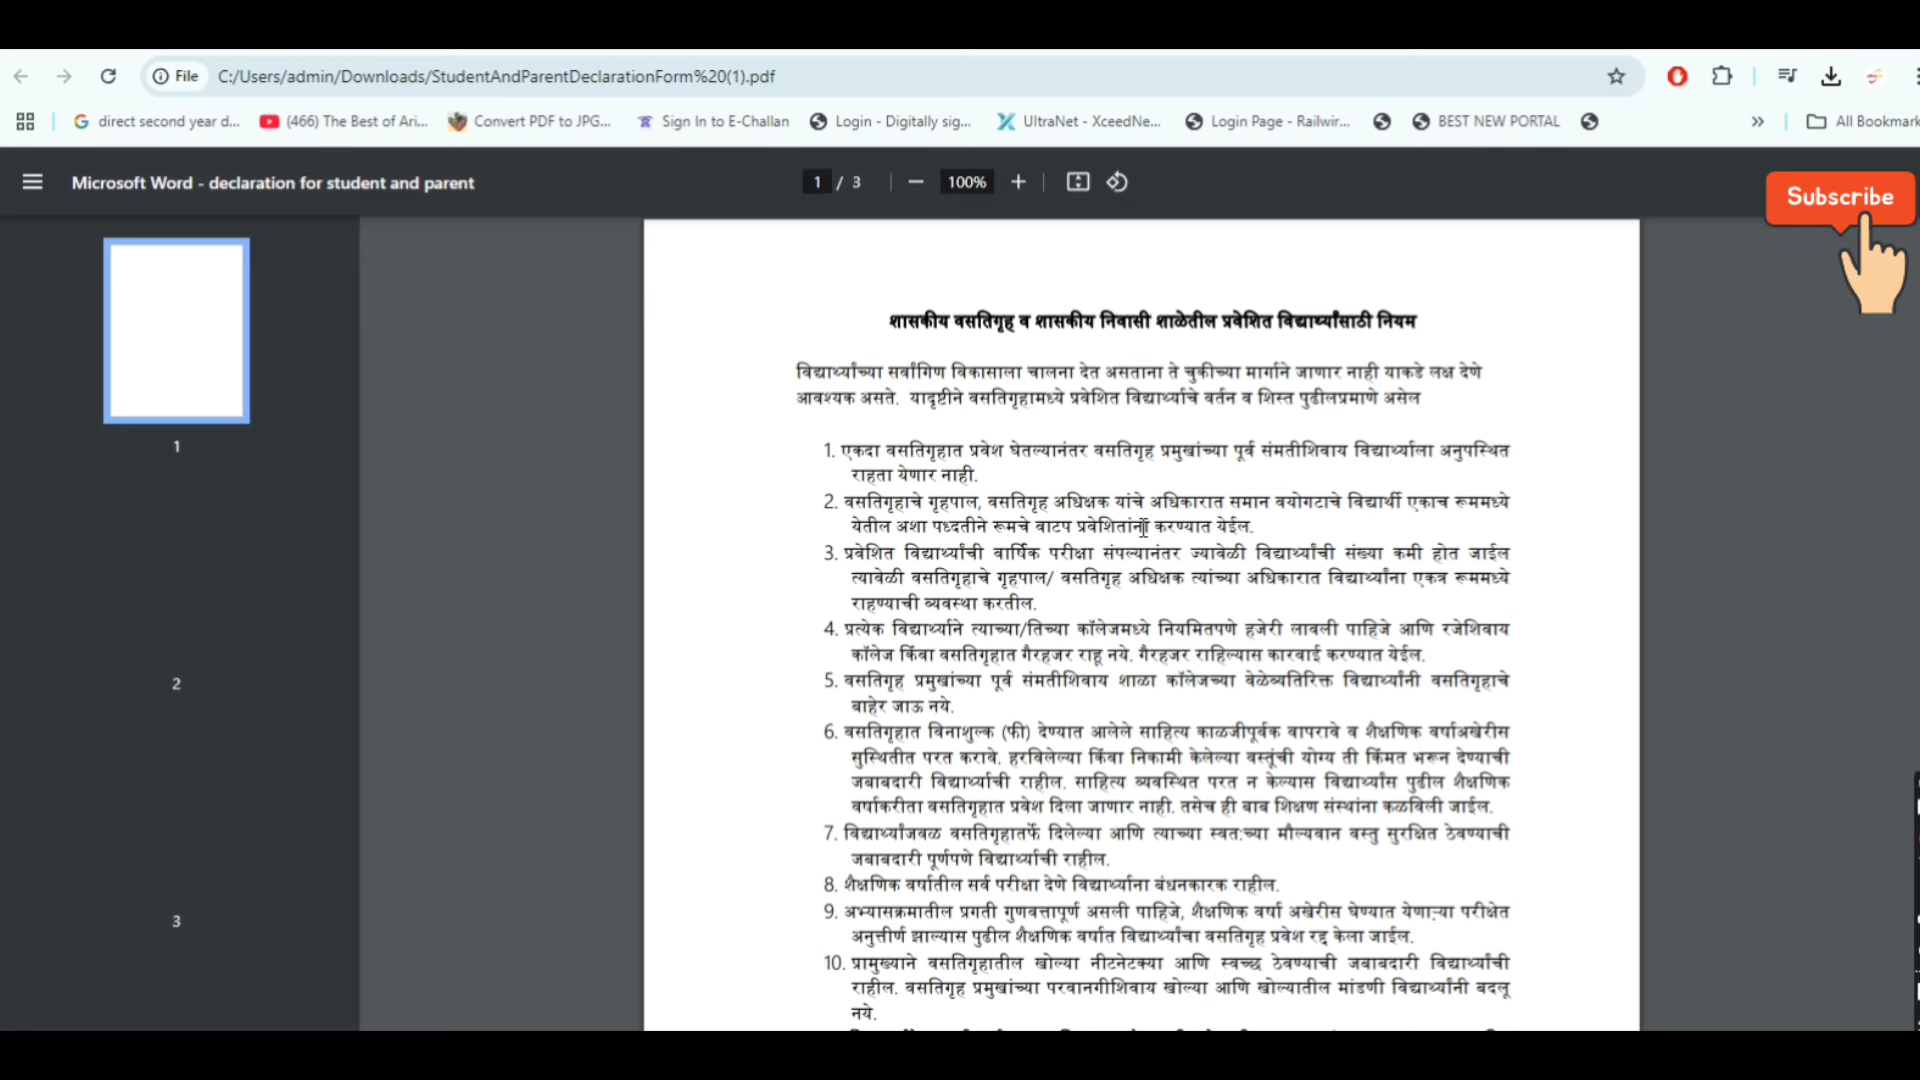 File C:/Users/admin/Downloads/StudentAndParentDeclarationForm%20(1).pdf
direct second year d... (466) The Best of Ari... Convert PDF to JPG... Sign In to E-Challan Login - Digitally sig... UltraNet - XceedNe... Login Page - Railwir... BEST NEW PORTAL » All Bookmark
Microsoft Word - declaration for student and parent 1 / 3 — 100% +
Subscribe
1
2
3
शासकीय वसतिगृह व शासकीय निवासी शाळेतील प्रवेशित विद्यार्थ्यांसाठी नियम
विद्यार्थ्यांच्या सर्वांगिण विकासाला चालना देत असताना ते चुकीच्या मार्गाने जाणार नाही याकडे लक्ष देणे
आवश्यक असते. यादृष्टीने वसतिगृहामध्ये प्रवेशित विद्यार्थ्याचे वर्तन व शिस्त पुढीलप्रमाणे असेल
1. एकदा वसतिगृहात प्रवेश घेतल्यानंतर वसतिगृह प्रमुखांच्या पूर्व संमतीशिवाय विद्यार्थ्याला अनुपस्थित
राहता येणार नाही.
2. वसतिगृहाचे गृहपाल, वसतिगृह अधिक्षक यांचे अधिकारात समान वयोगटाचे विद्यार्थी एकाच रूममध्ये
येतील अशा पध्दतीने रूमचे वाटप प्रवेशितांना करण्यात येईल.
3. प्रवेशित विद्यार्थ्यांची वार्षिक परीक्षा संपल्यानंतर ज्यावेळी विद्यार्थ्यांची संख्या कमी होत जाईल
त्यावेळी वसतिगृहाचे गृहपाल/ वसतिगृह अधिक्षक त्यांच्या अधिकारात विद्यार्थ्यांना एकत्र रूममध्ये
राहण्याची व्यवस्था करतील.
4. प्रत्येक विद्यार्थ्याने त्याच्या/तिच्या कॉलेजमध्ये नियमितपणे हजेरी लावली पाहिजे आणि रजेशिवाय
कॉलेज किंवा वसतिगृहात गैरहजर राहू नये. गैरहजर राहिल्यास कारवाई करण्यात येईल.
5. वसतिगृह प्रमुखांच्या पूर्व संमतीशिवाय शाळा कॉलेजच्या वेळेव्यतिरिक्त विद्यार्थ्यांनी वसतिगृहाचे
बाहेर जाऊ नये.
6. वसतिगृहात विनाशुल्क (फी) देण्यात आलेले साहित्य काळजीपूर्वक वापरावे व शैक्षणिक वर्षाअखेरीस
सुस्थितीत परत करावे. हरविलेल्या किंवा निकामी केलेल्या वस्तूंची योग्य ती किंमत भरून देण्याची
जबाबदारी विद्यार्थ्याची राहील. साहित्य व्यवस्थित परत न केल्यास विद्यार्थ्यांस पुढील शैक्षणिक
वर्षाकरीता वसतिगृहात प्रवेश दिला जाणार नाही. तसेच ही बाब शिक्षण संस्थांना कळविली जाईल.
7. विद्यार्थ्यांजवळ वसतिगृहातर्फे दिलेल्या आणि त्याच्या स्वत:च्या मौल्यवान वस्तु सुरक्षित ठेवण्याची
जबाबदारी पूर्णपणे विद्यार्थ्याची राहील.
8. शैक्षणिक वर्षातील सर्व परीक्षा देणे विद्यार्थ्याना बंधनकारक राहील.
9. अभ्यासक्रमातील प्रगती गुणवत्तापूर्ण असली पाहिजे, शैक्षणिक वर्षा अखेरीस घेण्यात येणाऱ्या परीक्षेत
अनुत्तीर्ण झाल्यास पुढील शैक्षणिक वर्षात विद्यार्थ्यांचा वसतिगृह प्रवेश रद्द केला जाईल.
10. प्रामुख्याने वसतिगृहातील खोल्या नीटनेटक्या आणि स्वच्छ ठेवण्याची जबाबदारी विद्यार्थ्यांची
राहील. वसतिगृह प्रमुखांच्या परवानगीशिवाय खोल्या आणि खोल्यातील मांडणी विद्यार्थ्यांनी बदलू
नये.